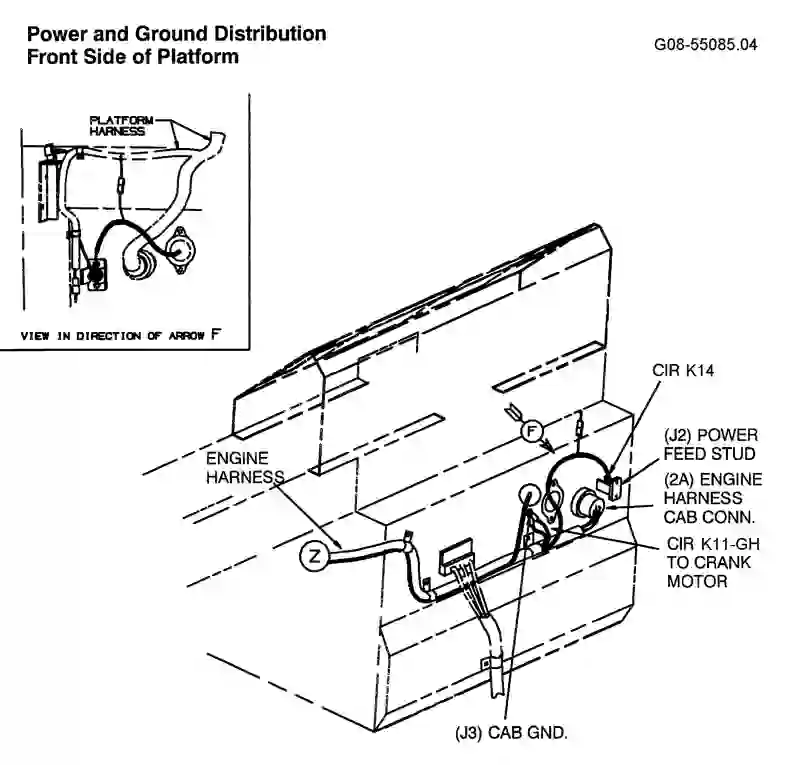 Power and Ground Distribution
Front Side of Platform
G08-55085.04
PLATFORM
HARNESS
VIEW IN DIRECTION OF ARROW F
CIR K14
F
(J2) POWER
FEED STUD
ENGINE
HARNESS
(2A) ENGINE
HARNESS
CAB CONN.
Z
CIR K11-GH
TO CRANK
MOTOR
(J3) CAB GND.